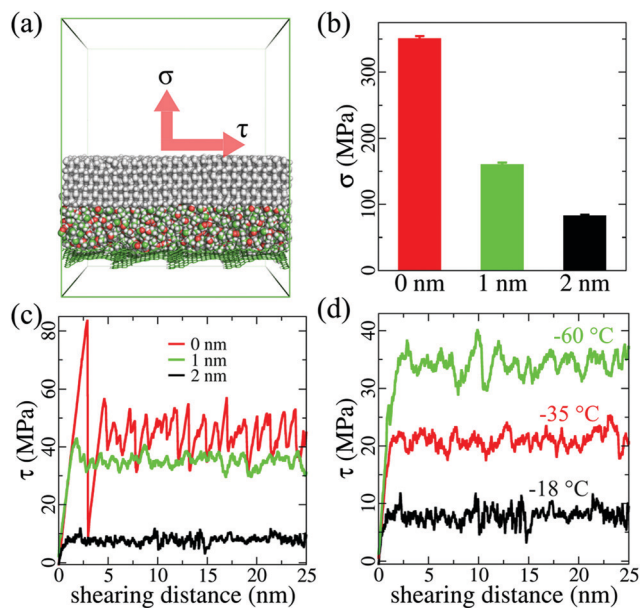 (a)
σ
τ
(b)
σ (MPa)
300
200
100
0
0 nm
1 nm
2 nm
(c)
τ (MPa)
80
60
40
20
0
0 nm
1 nm
2 nm
0
5
10
15
20
25
shearing distance (nm)
(d)
τ (MPa)
40
30
20
10
0
-60 °C
-35 °C
-18 °C
0
5
10
15
20
25
shearing distance (nm)